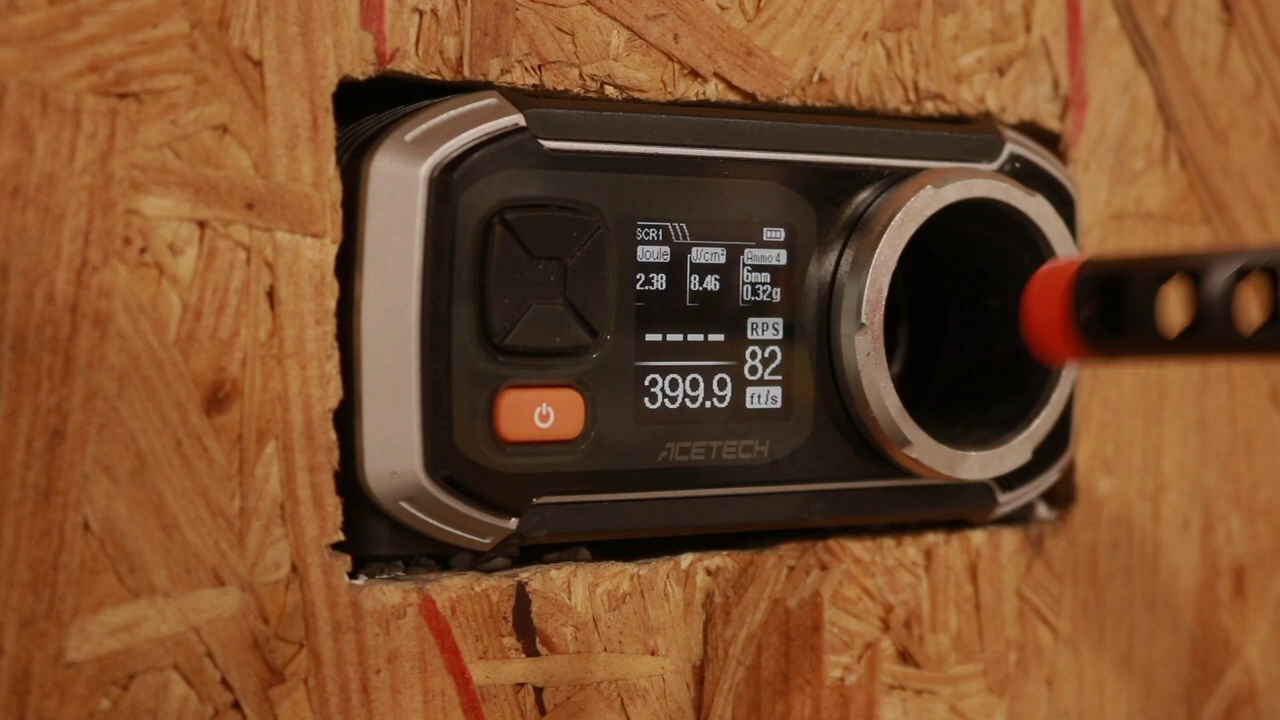 SCR1
Joule J/cm² Ammo 4
2.38 8.46 6mm
0.32g
---- RPS
399.9 82
ft/s
ACETECH